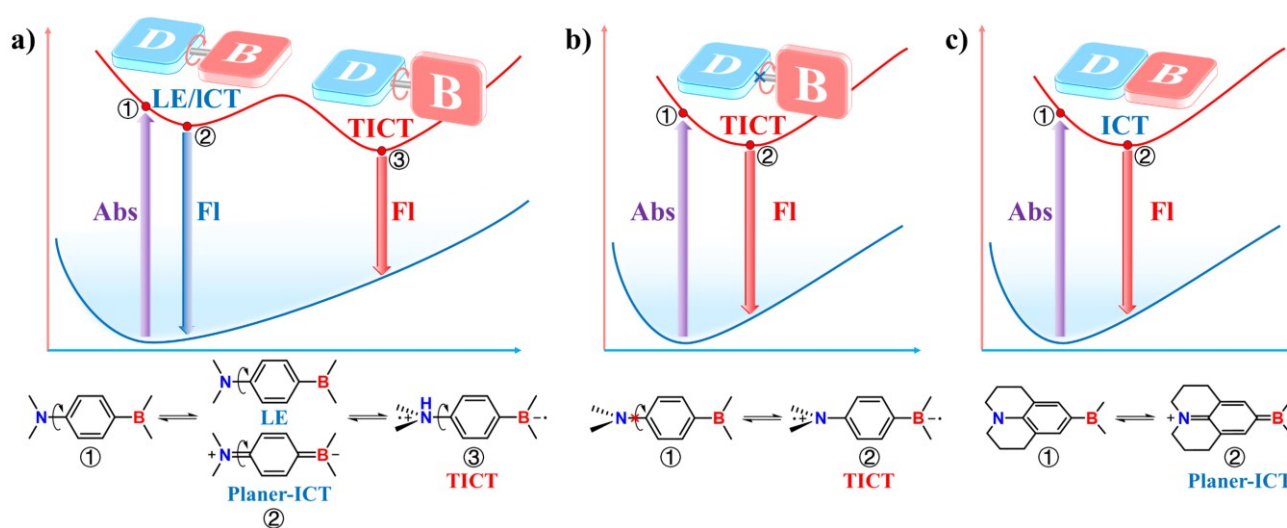 a)
D
B
D
B
① LE/ICT
②
TICT
③
Abs
Fl
Fl
N
B
①
N
B
LE
+
N
B
−
Planer-ICT
②
H
·+
N
B
−·
③
TICT
b)
D
×
B
①
TICT
②
Abs
Fl
N
×
B
①
·+
N
B
−·
②
TICT
c)
D
B
①
ICT
②
Abs
Fl
N
B
①
+
N
B
②
Planer-ICT